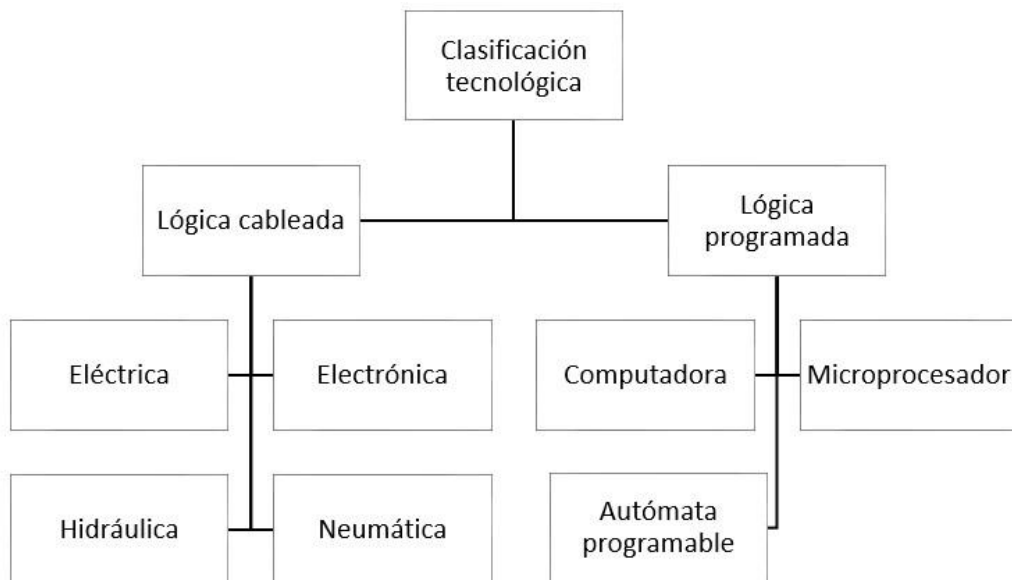 Clasificación
tecnológica
Lógica cableada
Lógica
programada
Eléctrica
Electrónica
Computadora
Microprocesador
Hidráulica
Neumática
Autómata
programable